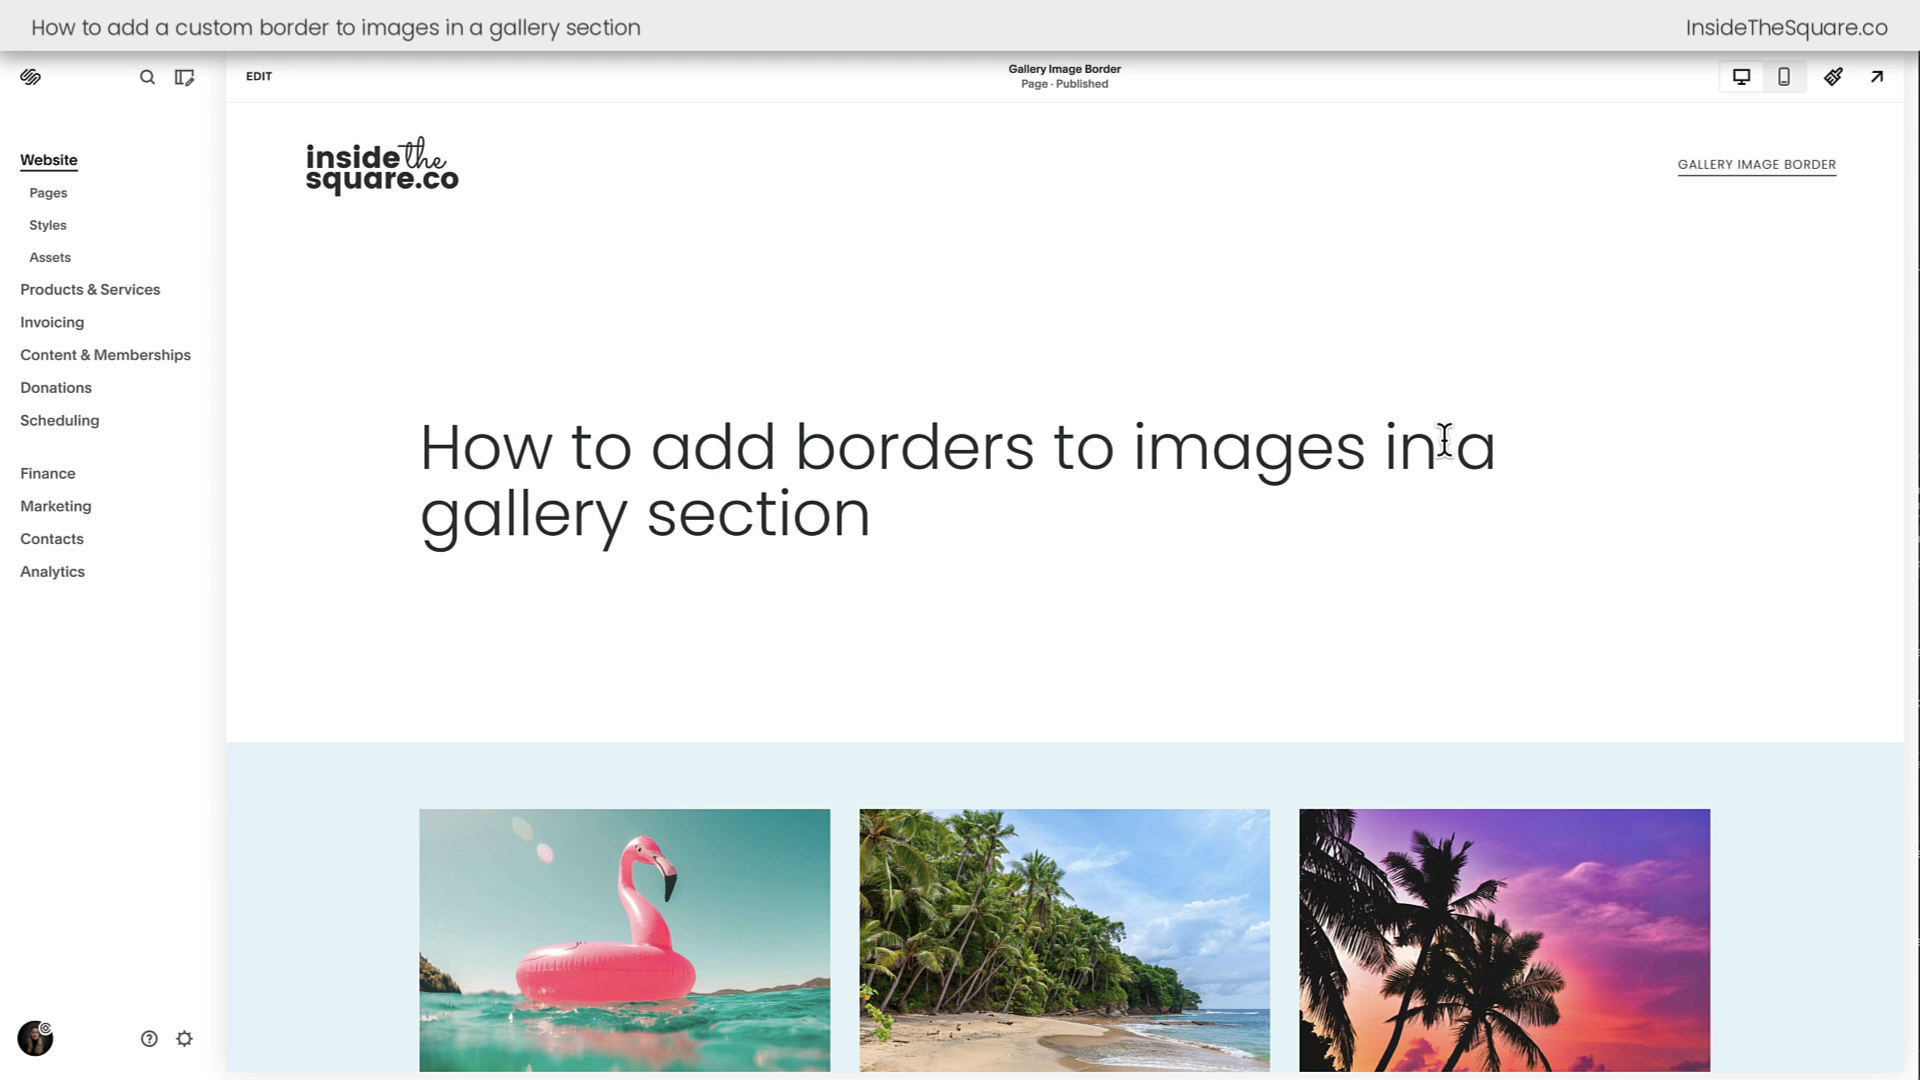 How to add a custom border to images in a gallery section
InsideTheSquare.co
EDIT
Gallery Image Border
Page · Published
Website
Pages
Styles
Assets
Products & Services
Invoicing
Content & Memberships
Donations
Scheduling
Finance
Marketing
Contacts
Analytics
inside the
square.co
GALLERY IMAGE BORDER
How to add borders to images in a
gallery section